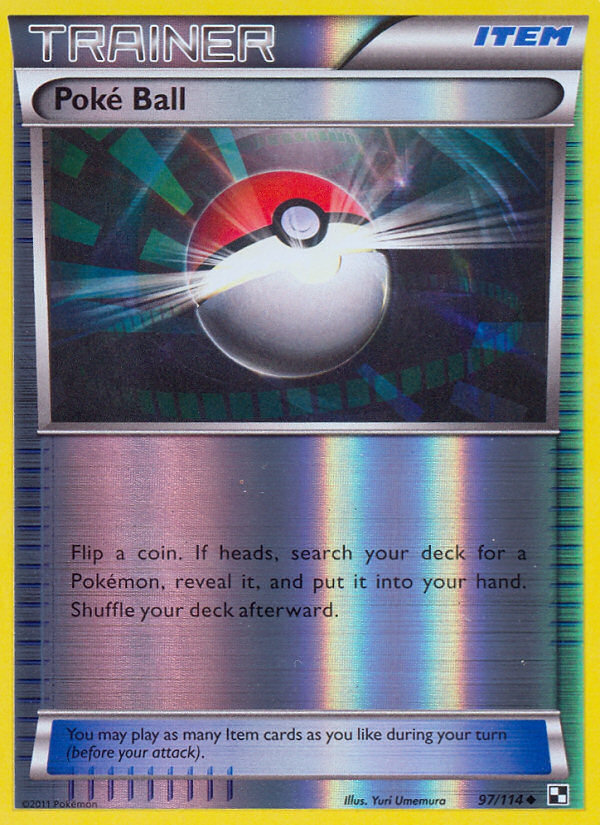 TRAINER
ITEM
Poké Ball
Flip a coin. If heads, search your deck for a
Pokémon, reveal it, and put it into your hand.
Shuffle your deck afterward.
You may play as many Item cards as you like during your turn
(before your attack).
©2011 Pokémon
Illus. Yuri Umemura
97/114